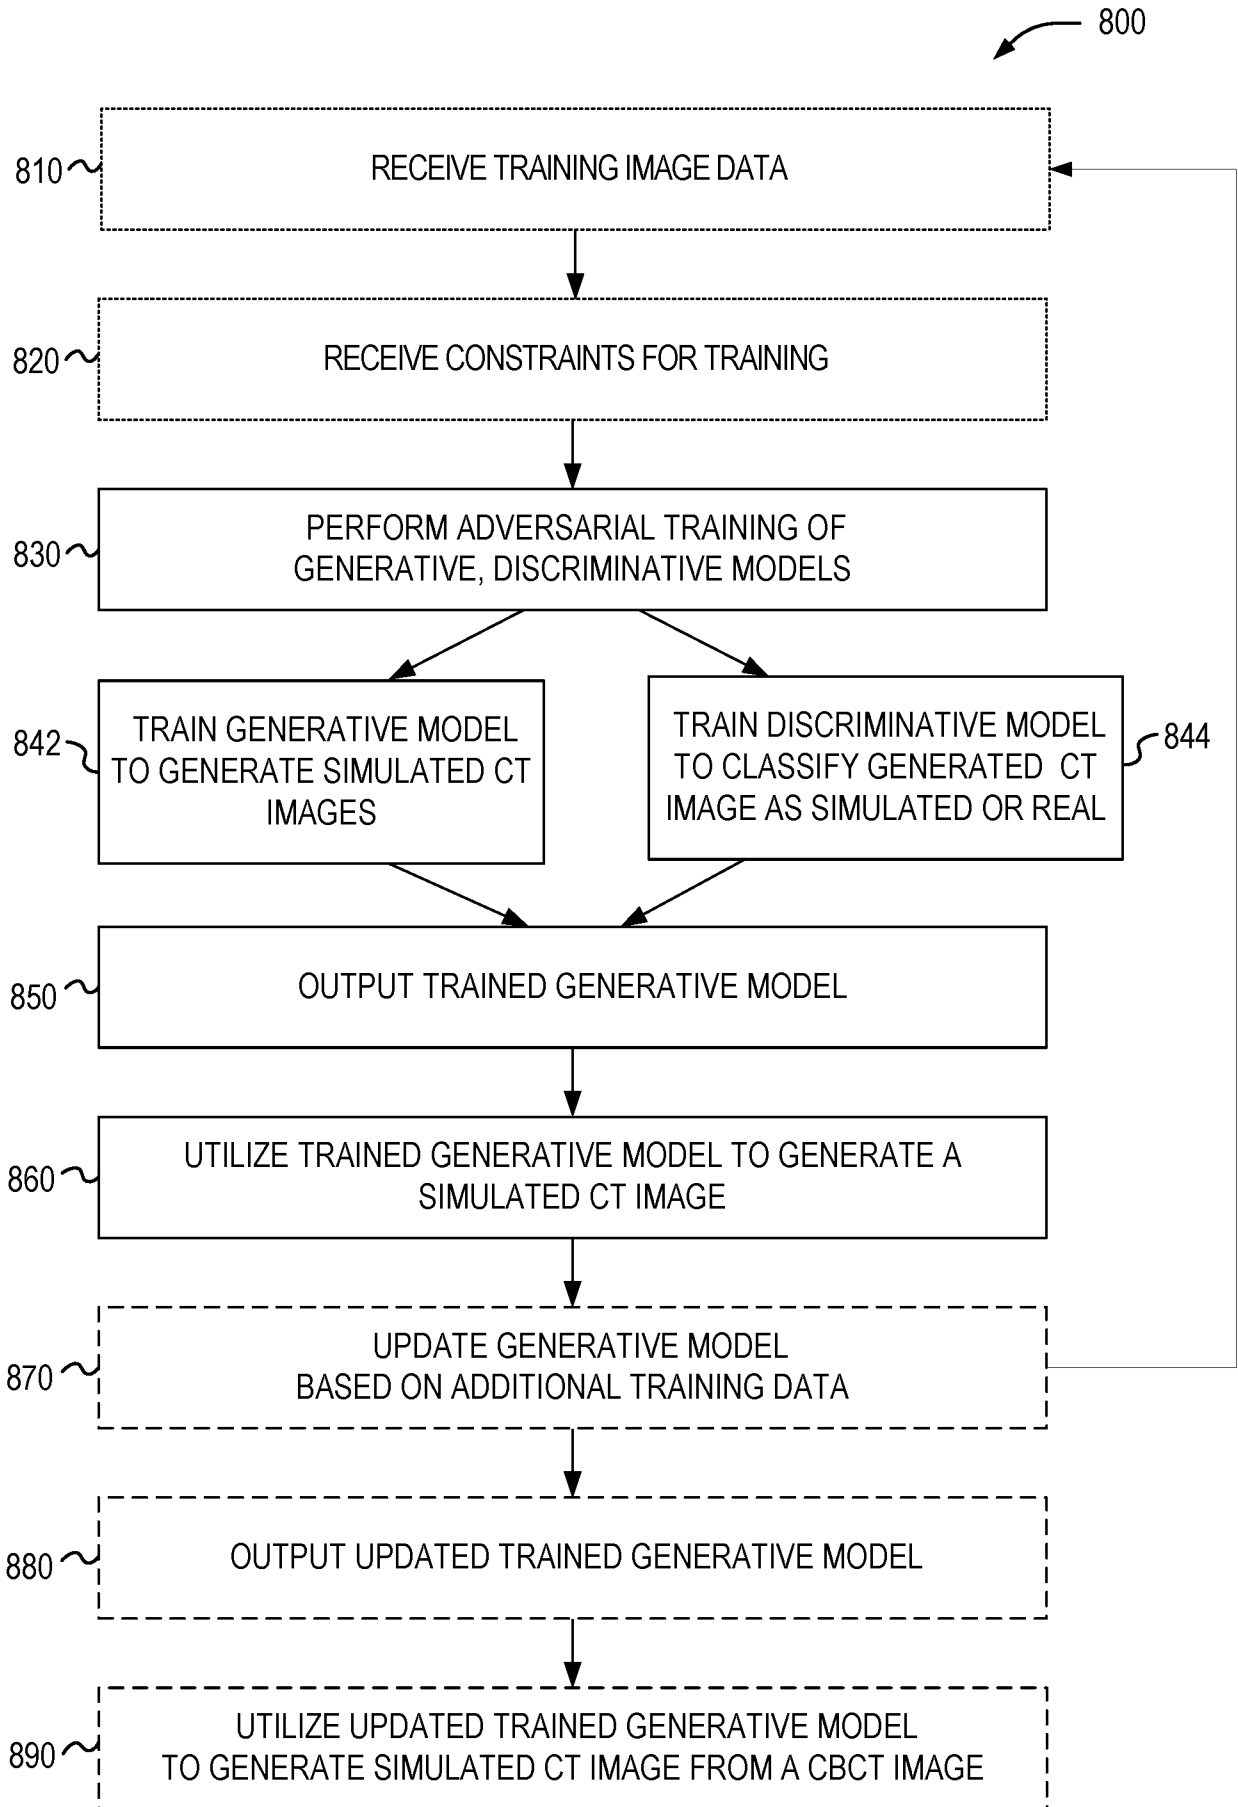 800
810
RECEIVE TRAINING IMAGE DATA
820
RECEIVE CONSTRAINTS FOR TRAINING
830
PERFORM ADVERSARIAL TRAINING OF
GENERATIVE, DISCRIMINATIVE MODELS
842
TRAIN GENERATIVE MODEL
TO GENERATE SIMULATED CT
IMAGES
TRAIN DISCRIMINATIVE MODEL
TO CLASSIFY GENERATED CT
IMAGE AS SIMULATED OR REAL
844
850
OUTPUT TRAINED GENERATIVE MODEL
860
UTILIZE TRAINED GENERATIVE MODEL TO GENERATE A
SIMULATED CT IMAGE
870
UPDATE GENERATIVE MODEL
BASED ON ADDITIONAL TRAINING DATA
880
OUTPUT UPDATED TRAINED GENERATIVE MODEL
890
UTILIZE UPDATED TRAINED GENERATIVE MODEL
TO GENERATE SIMULATED CT IMAGE FROM A CBCT IMAGE